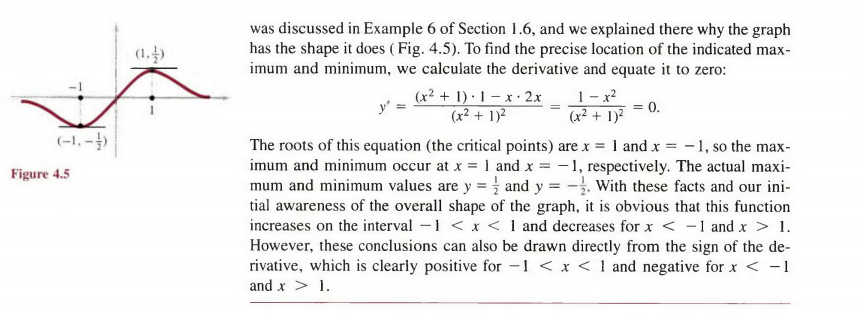 (1, 1/2)
-1
1
(-1, -1/2)
Figure 4.5
was discussed in Example 6 of Section 1.6, and we explained there why the graph
has the shape it does (Fig. 4.5). To find the precise location of the indicated max-
imum and minimum, we calculate the derivative and equate it to zero:
y' = (x² + 1) · 1 − x · 2x / (x² + 1)² = 1 − x² / (x² + 1)² = 0.
The roots of this equation (the critical points) are x = 1 and x = −1, so the max-
imum and minimum occur at x = 1 and x = −1, respectively. The actual maxi-
mum and minimum values are y = 1/2 and y = −1/2. With these facts and our ini-
tial awareness of the overall shape of the graph, it is obvious that this function
increases on the interval −1 < x < 1 and decreases for x < −1 and x > 1.
However, these conclusions can also be drawn directly from the sign of the de-
rivative, which is clearly positive for −1 < x < 1 and negative for x < −1
and x > 1.